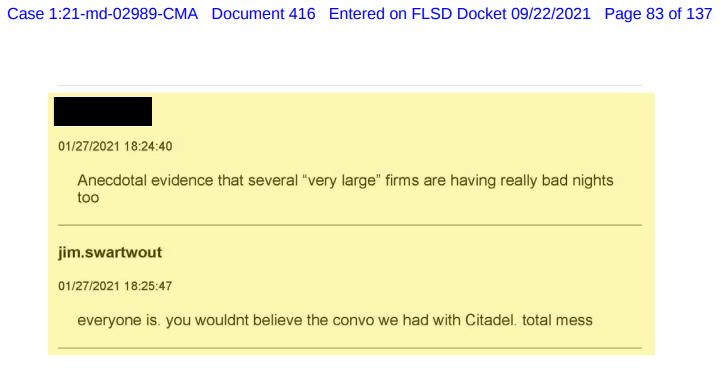 Case 1:21-md-02989-CMA Document 416 Entered on FLSD Docket 09/22/2021 Page 83 of 137
01/27/2021 18:24:40
Anecdotal evidence that several “very large” firms are having really bad nights
too
jim.swartwout
01/27/2021 18:25:47
everyone is. you wouldnt believe the convo we had with Citadel. total mess